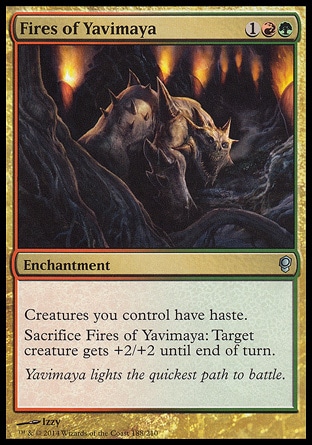 Fires of Yavimaya 1
Enchantment
Creatures you control have haste.
Sacrifice Fires of Yavimaya: Target
creature gets +2/+2 until end of turn.
Yavimaya lights the quickest path to battle.
Izzy
™ & © 2014 Wizards of the Coast 188/210